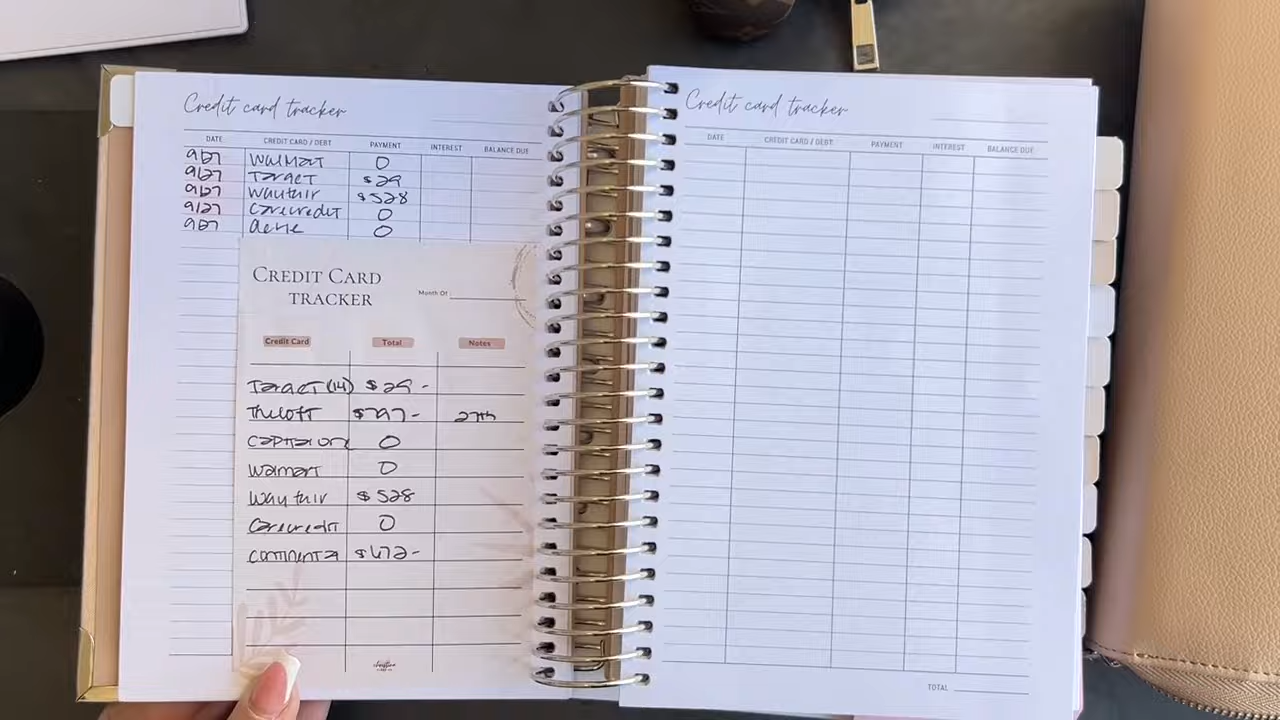 Credit card tracker
DATE CREDIT CARD / DEBT PAYMENT INTEREST BALANCE DUE
9/27 Walmart 0
9/27 Target $29
9/27 Wayfair $528
9/27 Carecredit 0
9/27 Aerie 0
CREDIT CARD
TRACKER
Month Of
Credit Card Total Notes
Target (14) $29-
Theloft $797- 27th
Capital one 0
Walmart 0
Wayfair $528
Carecredit 0
Continental $672-
Credit card tracker
DATE CREDIT CARD / DEBT PAYMENT INTEREST BALANCE DUE
TOTAL